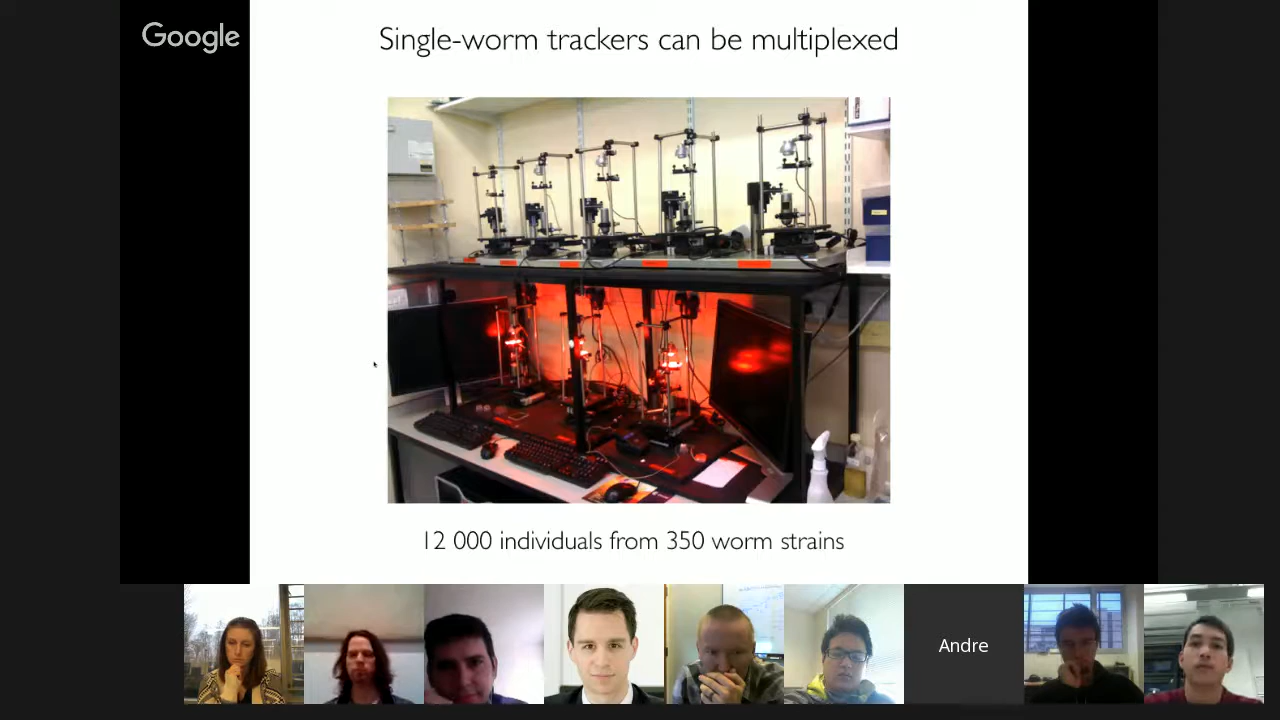 Google
Single-worm trackers can be multiplexed
12 000 individuals from 350 worm strains
Andre